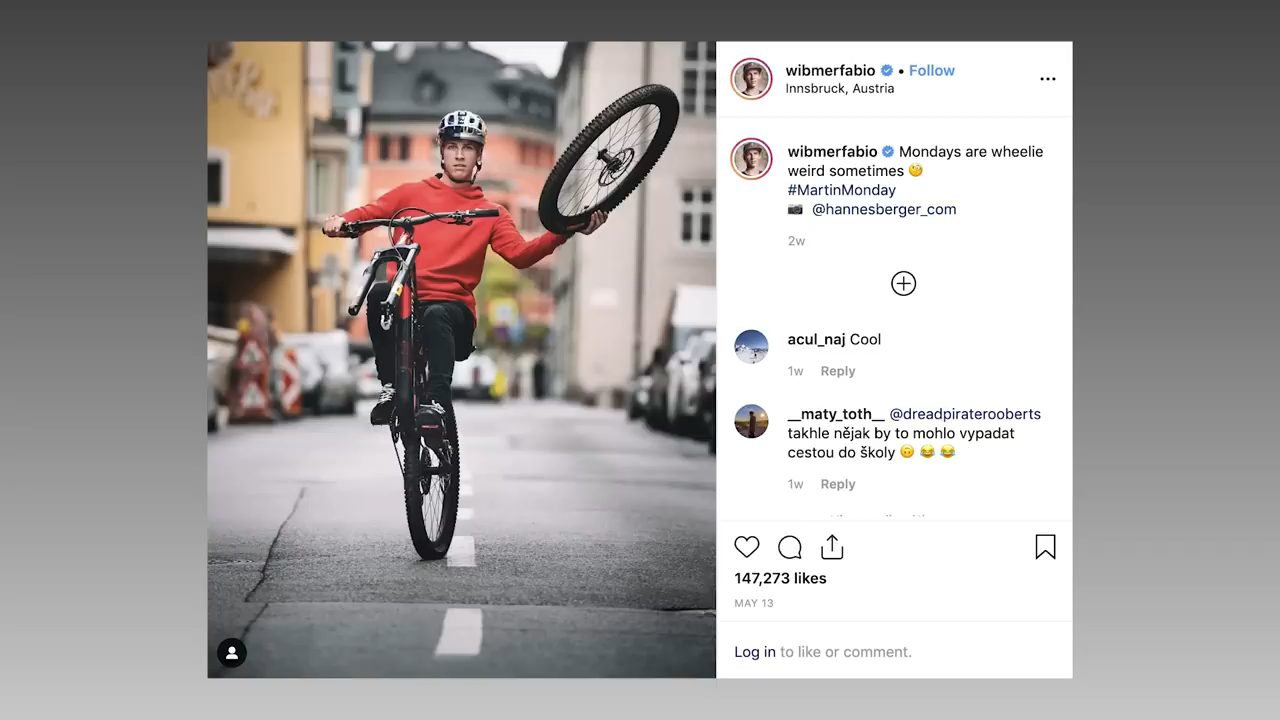 wibmerfabio • Follow
Innsbruck, Austria
wibmerfabio Mondays are wheelie
weird sometimes 🧐
#MartinMonday
📷 @hannesberger_com
2w
acul_naj Cool
1w Reply
__maty_toth__ @dreadpiraterooberts
takhle nějak by to mohlo vypadat
cestou do školy 🙃 😂 😂
1w Reply
147,273 likes
MAY 13
Log in to like or comment.